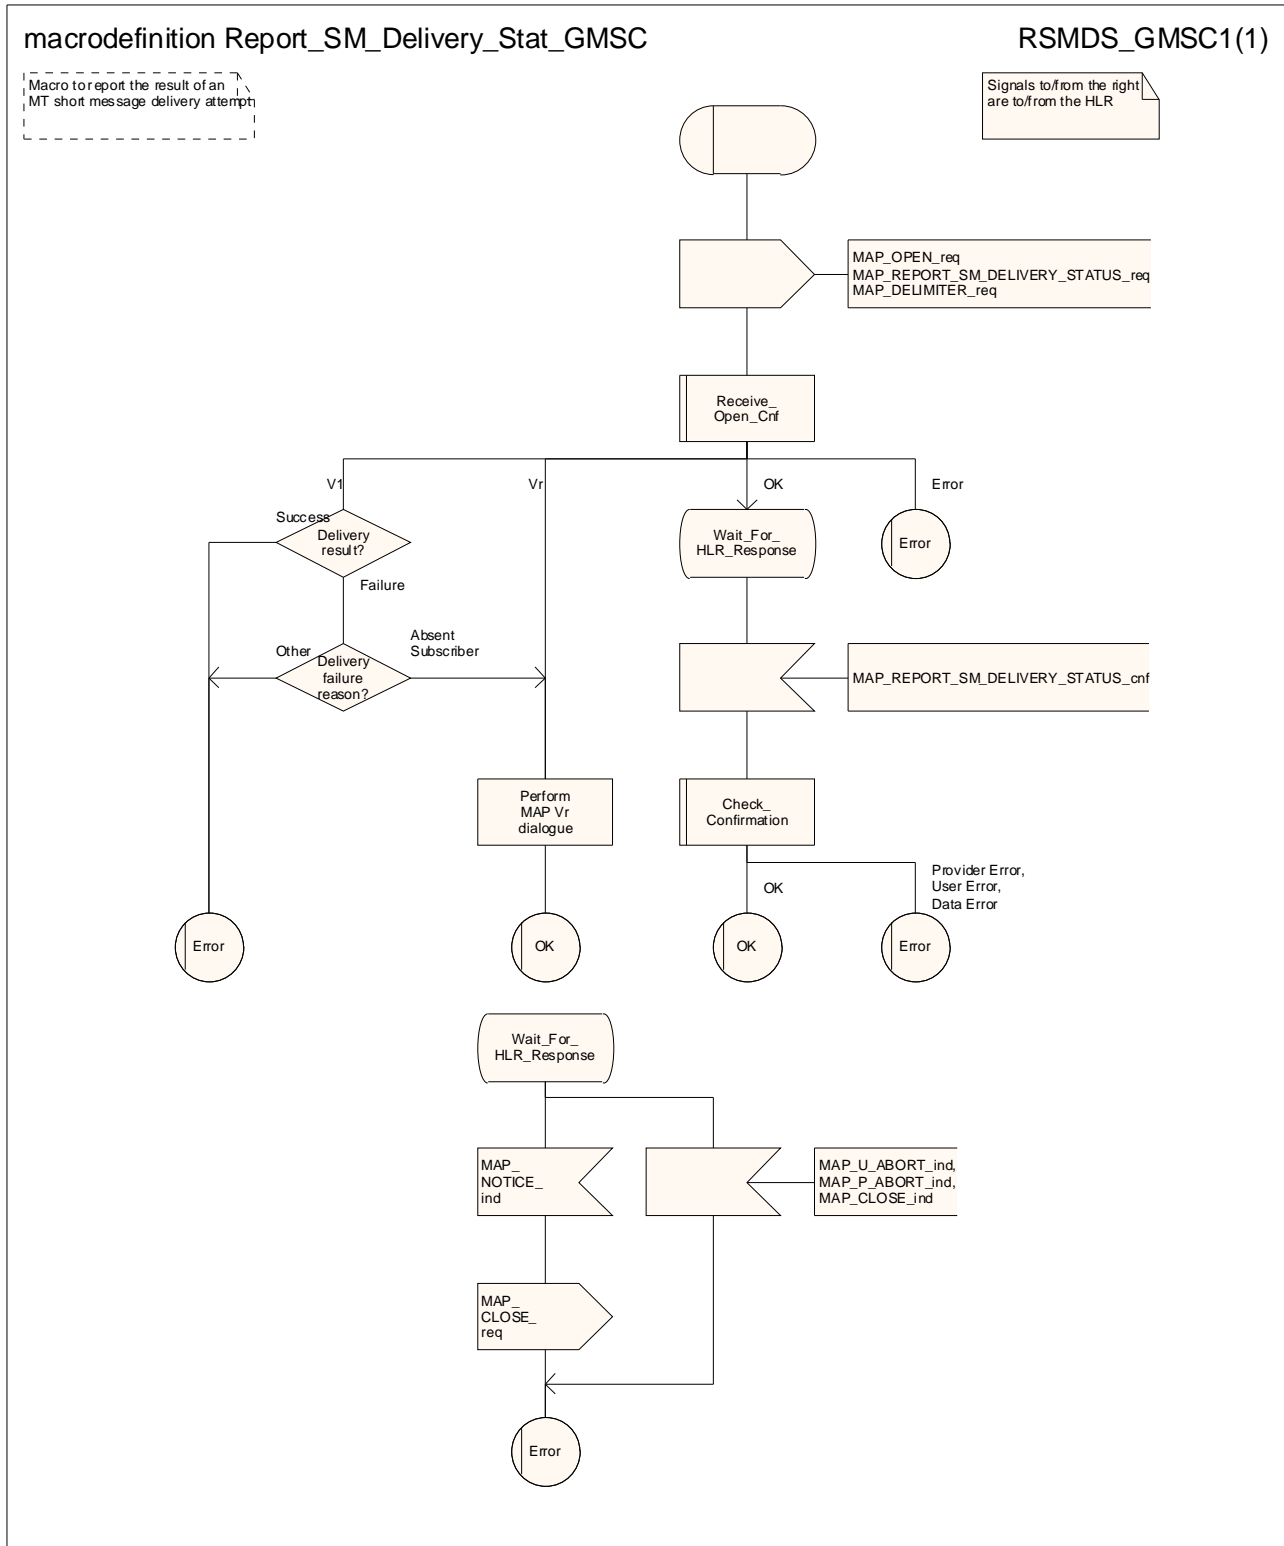 macrodefinition Report_SM_Delivery_Stat_GMSC
RSMDS_GMSC1(1)
Macro to report the result of an
MT short message delivery attempt
Signals to/from the right
are to/from the HLR
MAP_OPEN_req
MAP_REPORT_SM_DELIVERY_STATUS_req
MAP_DELIMITER_req
Receive_
Open_Cnf
V1
Vr
OK
Error
Success
Delivery
result?
Wait_For_
HLR_Response
Error
Failure
Other
Absent
Subscriber
Delivery
failure
reason?
MAP_REPORT_SM_DELIVERY_STATUS_cnf
Perform
MAP Vr
dialogue
Check_
Confirmation
OK
Provider Error,
User Error,
Data Error
Error
OK
OK
Error
Wait_For_
HLR_Response
MAP_
NOTICE_
ind
MAP_U_ABORT_ind,
MAP_P_ABORT_ind,
MAP_CLOSE_ind
MAP_
CLOSE_
req
Error